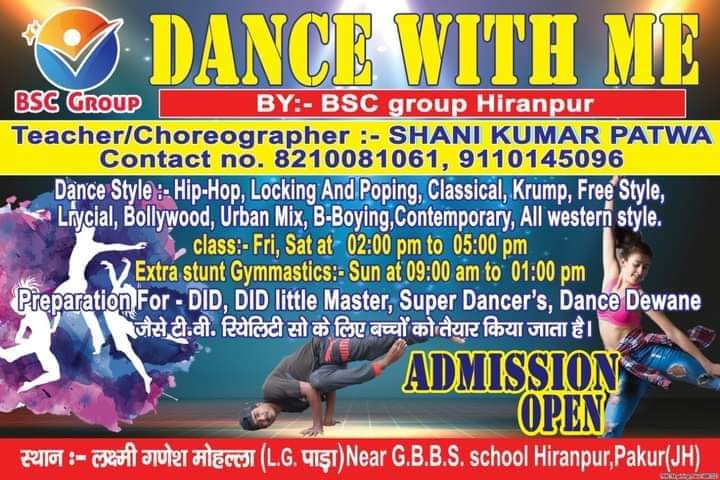 DANCE WITH ME
BSC GROUP
BY:- BSC group Hiranpur
Teacher/Choreographer :- SHANI KUMAR PATWA
Contact no. 8210081061, 9110145096
Dance Style :- Hip-Hop, Locking And Poping, Classical, Krump, Free Style,
Lrycial, Bollywood, Urban Mix, B-Boying,Contemporary, All western style.
class:- Fri, Sat at 02:00 pm to 05:00 pm
Extra stunt Gymmastics:- Sun at 09:00 am to 01:00 pm
Preparation For - DID, DID little Master, Super Dancer's, Dance Dewane
जैसे टी.वी. रियेलिटी सो के लिए बच्चों को तैयार किया जाता है।
ADMISSION
OPEN
स्थान :- लक्ष्मी गणेश मोहल्ला (L.G. पाड़ा)Near G.B.B.S. school Hiranpur,Pakur(JH)